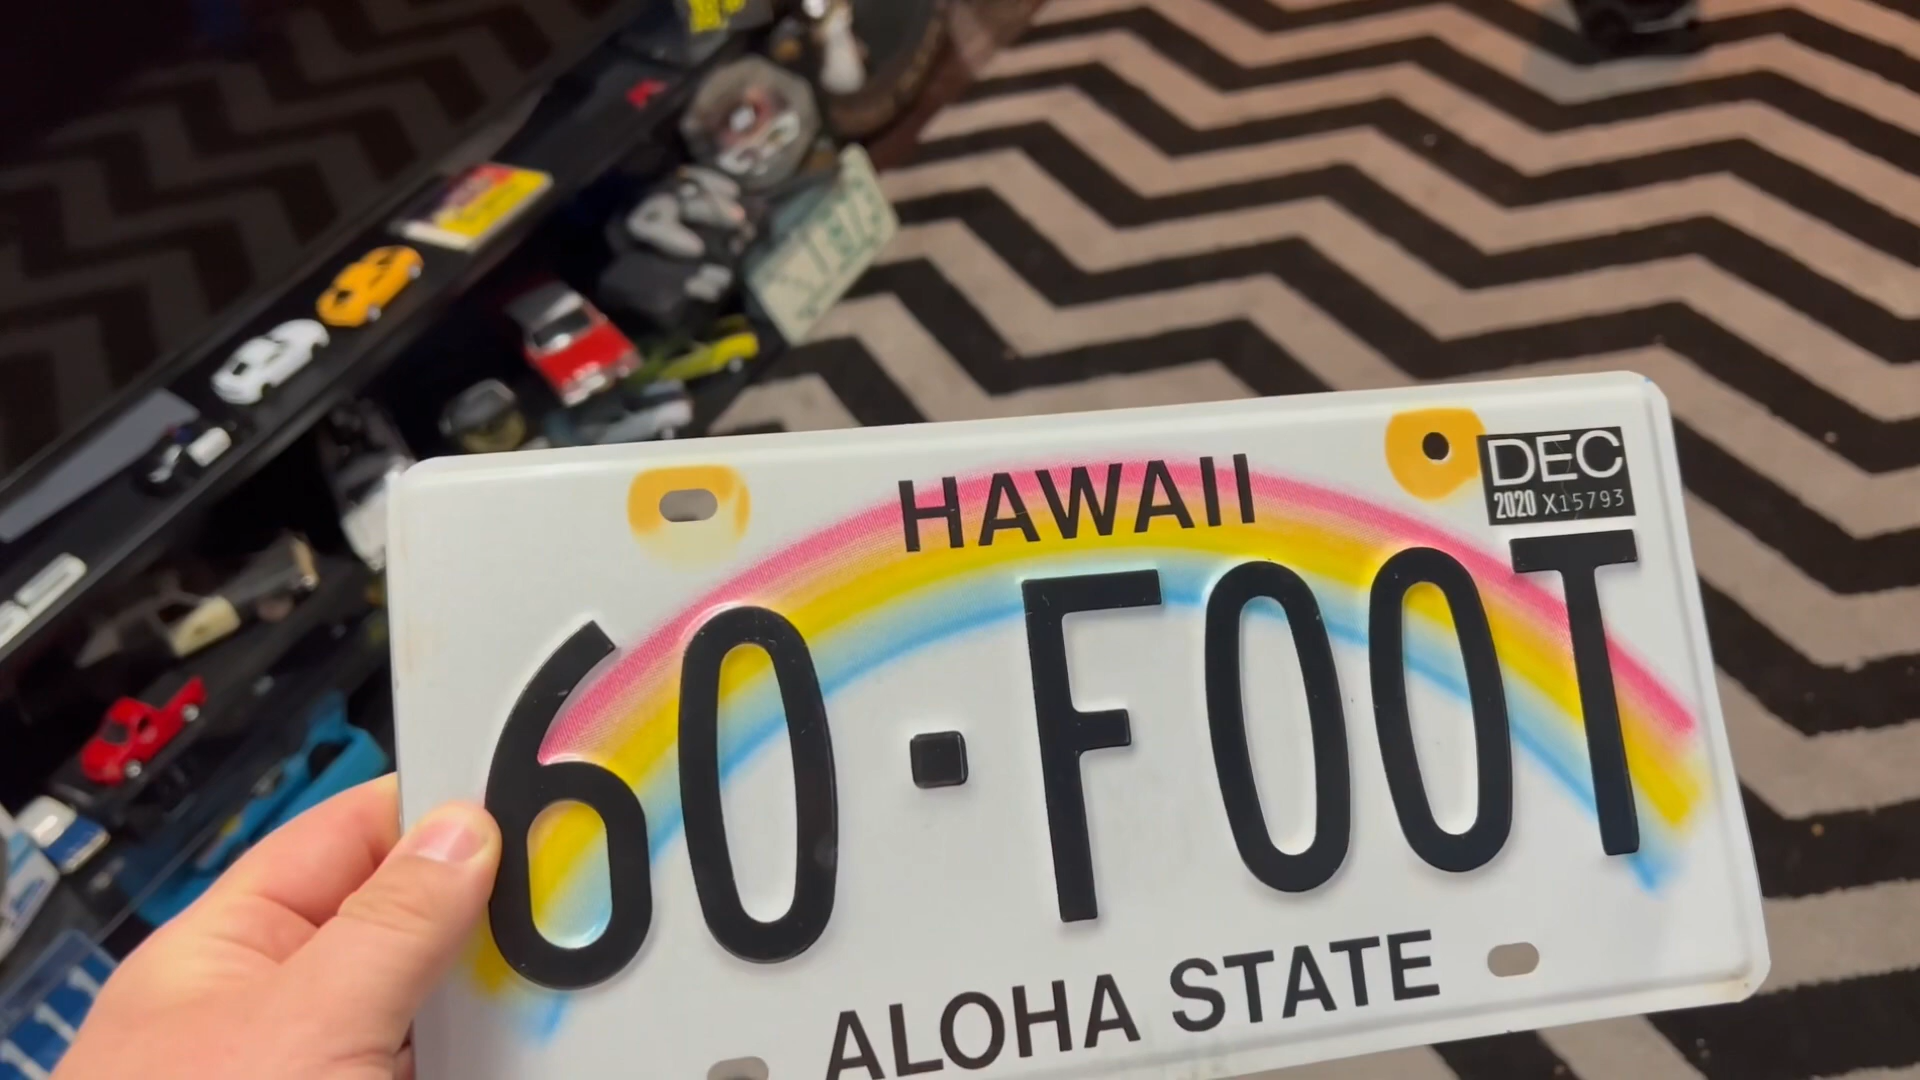 HAWAII
DEC
2020 X15793
60·FOOT
ALOHA STATE